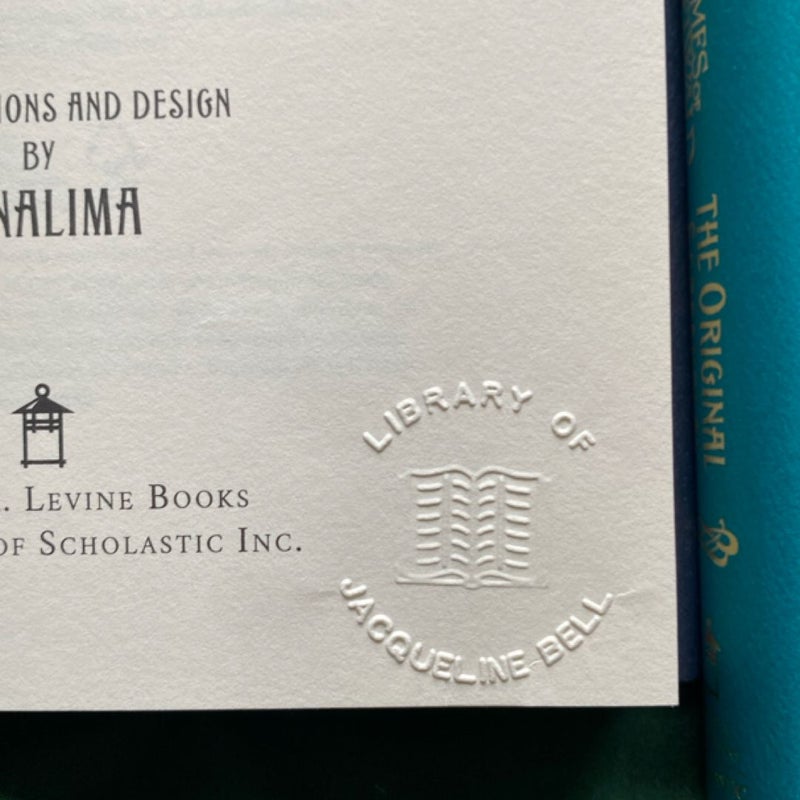 IONS AND DESIGN
BY
NALIMA
. LEVINE BOOKS
OF SCHOLASTIC INC.
LIBRARY OF
JACQUELINE BELL
THE ORIGINAL